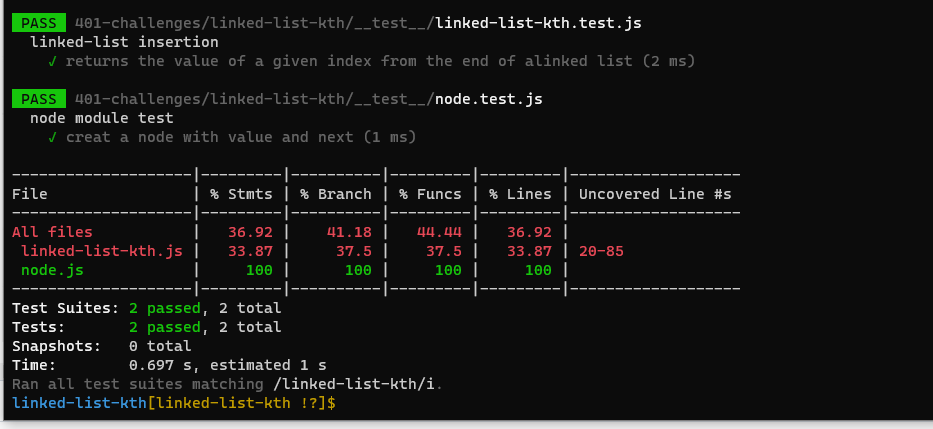 PASS 401-challenges/linked-list-kth/__test__/linked-list-kth.test.js
linked-list insertion
√ returns the value of a given index from the end of alinked list (2 ms)
PASS 401-challenges/linked-list-kth/__test__/node.test.js
node module test
√ creat a node with value and next (1 ms)
--------------------|---------|----------|---------|---------|-------------------
File                | % Stmts | % Branch | % Funcs | % Lines | Uncovered Line #s
--------------------|---------|----------|---------|---------|-------------------
All files           |   36.92 |    41.18 |   44.44 |   36.92 |
 linked-list-kth.js |   33.87 |     37.5 |    37.5 |   33.87 | 20-85
 node.js            |     100 |      100 |     100 |     100 |
--------------------|---------|----------|---------|---------|-------------------
Test Suites: 2 passed, 2 total
Tests:       2 passed, 2 total
Snapshots:   0 total
Time:        0.697 s, estimated 1 s
Ran all test suites matching /linked-list-kth/i.
linked-list-kth[linked-list-kth !?]$